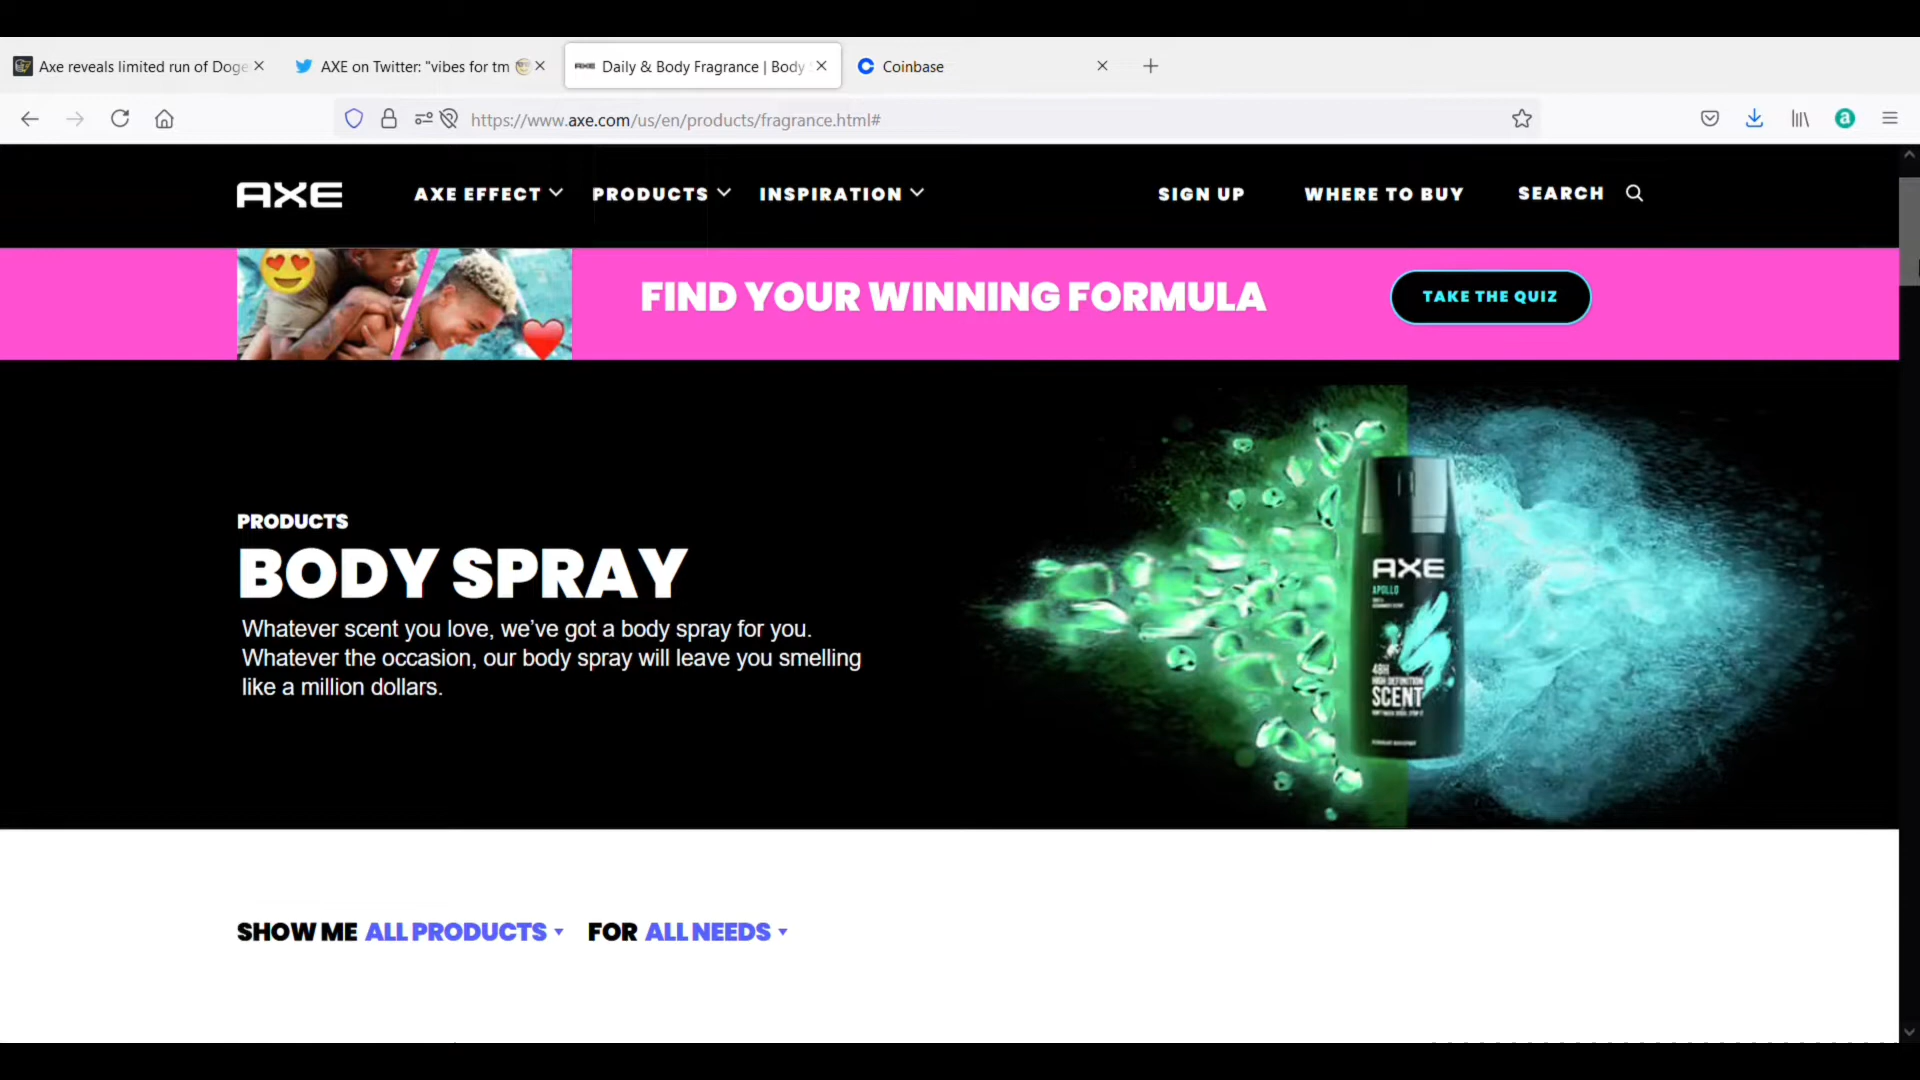 Axe reveals limited run of Doge
AXE on Twitter: "vibes for tm
Daily & Body Fragrance | Body
Coinbase
https://www.axe.com/us/en/products/fragrance.html#
AXE
AXE EFFECT
PRODUCTS
INSPIRATION
SIGN UP
WHERE TO BUY
SEARCH
FIND YOUR WINNING FORMULA
TAKE THE QUIZ
PRODUCTS
BODY SPRAY
Whatever scent you love, we've got a body spray for you.
Whatever the occasion, our body spray will leave you smelling
like a million dollars.
AXE
APOLLO
48H
HIGH DEFINITION
SCENT
SHOW ME ALL PRODUCTS FOR ALL NEEDS